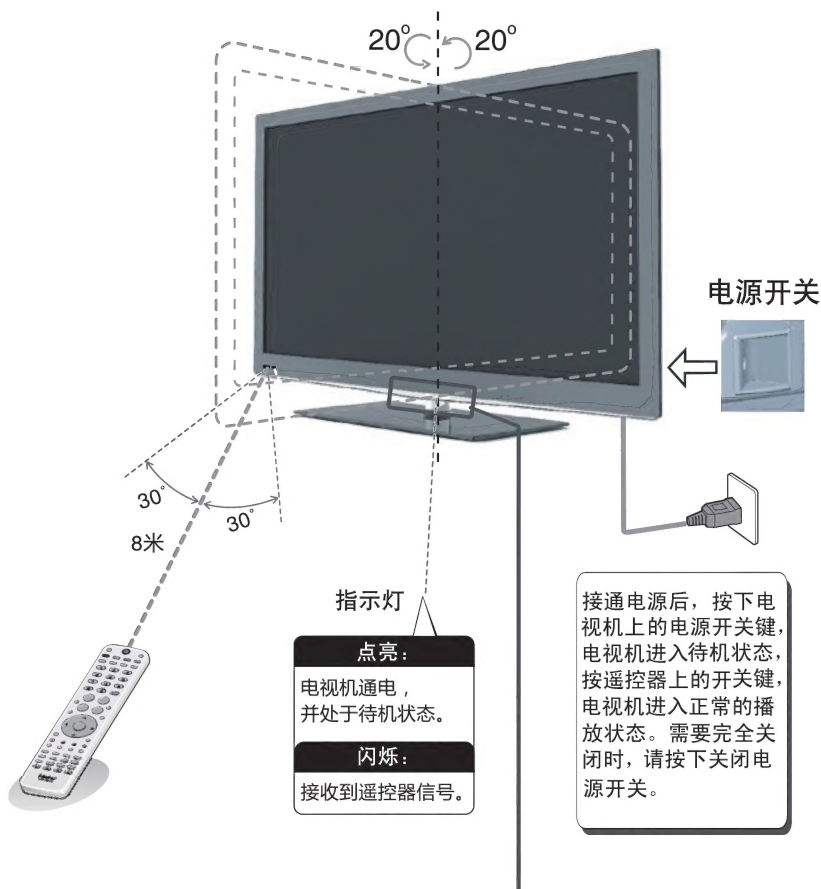 20° 20°
电源开关
30°
30°
8米
指示灯
点亮：
电视机通电，
并处于待机状态。
闪烁：
接收到遥控器信号。
接通电源后，按下电
视机上的电源开关键，
电视机进入待机状态，
按遥控器上的开关键，
电视机进入正常的播
放状态。需要完全关
闭时，请按下关闭电
源开关。